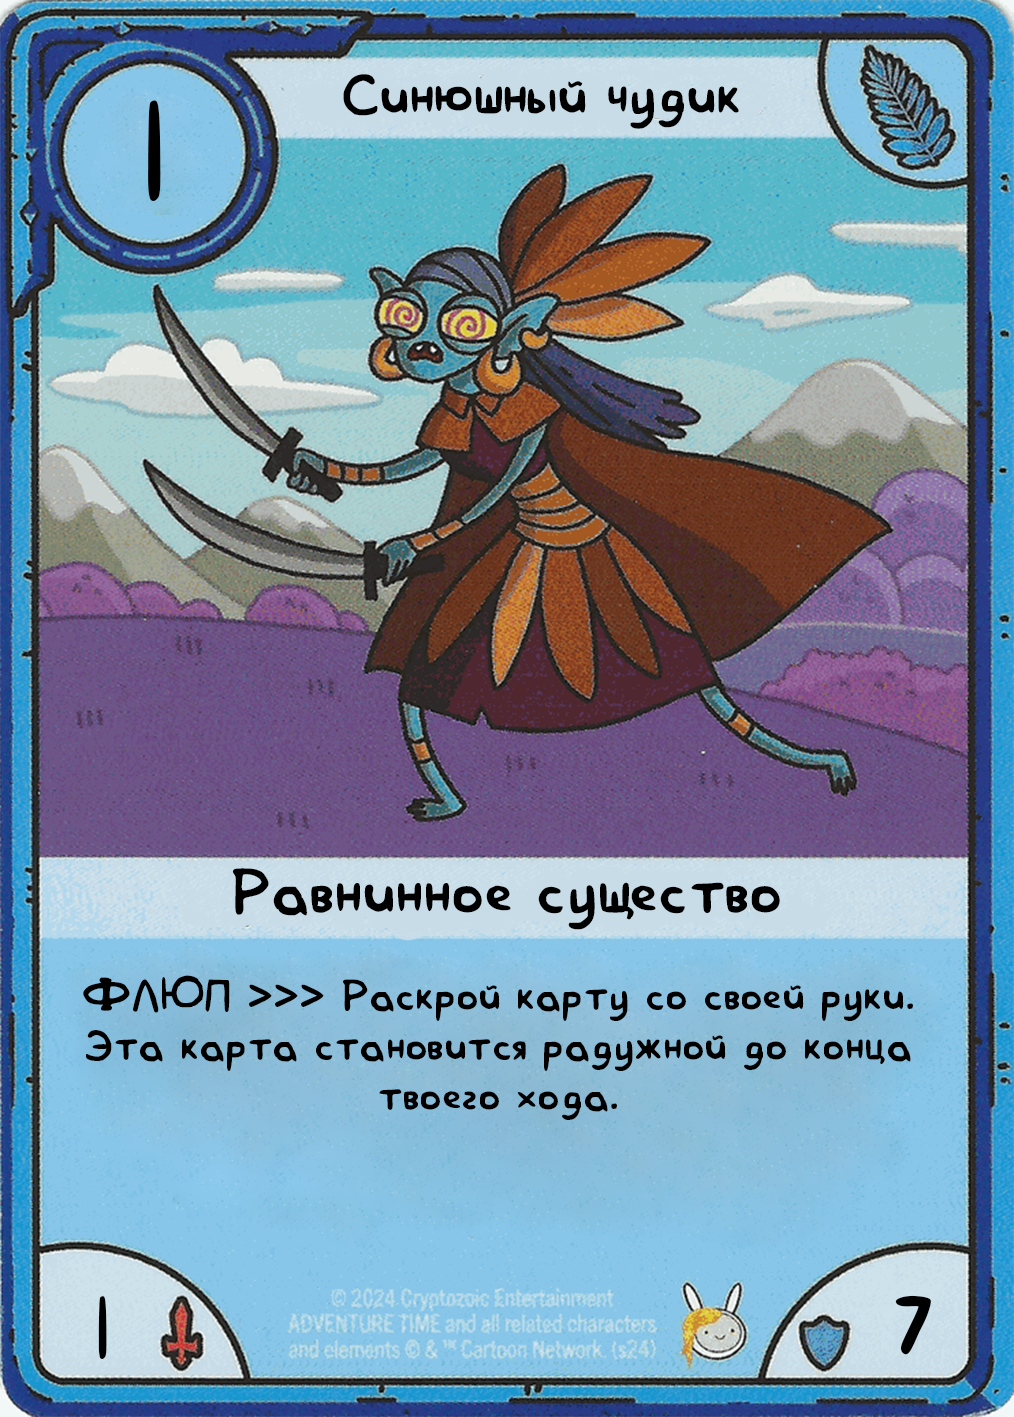 1
Синюшный чудик
Равнинное существо
ФЛЮП >>> Раскрой карту со своей руки.
Эта карта становится радужной до конца
твоего хода.
1
© 2024 Cryptozoic Entertainment
ADVENTURE TIME and all related characters
and elements © & ™ Cartoon Network. (s24)
7